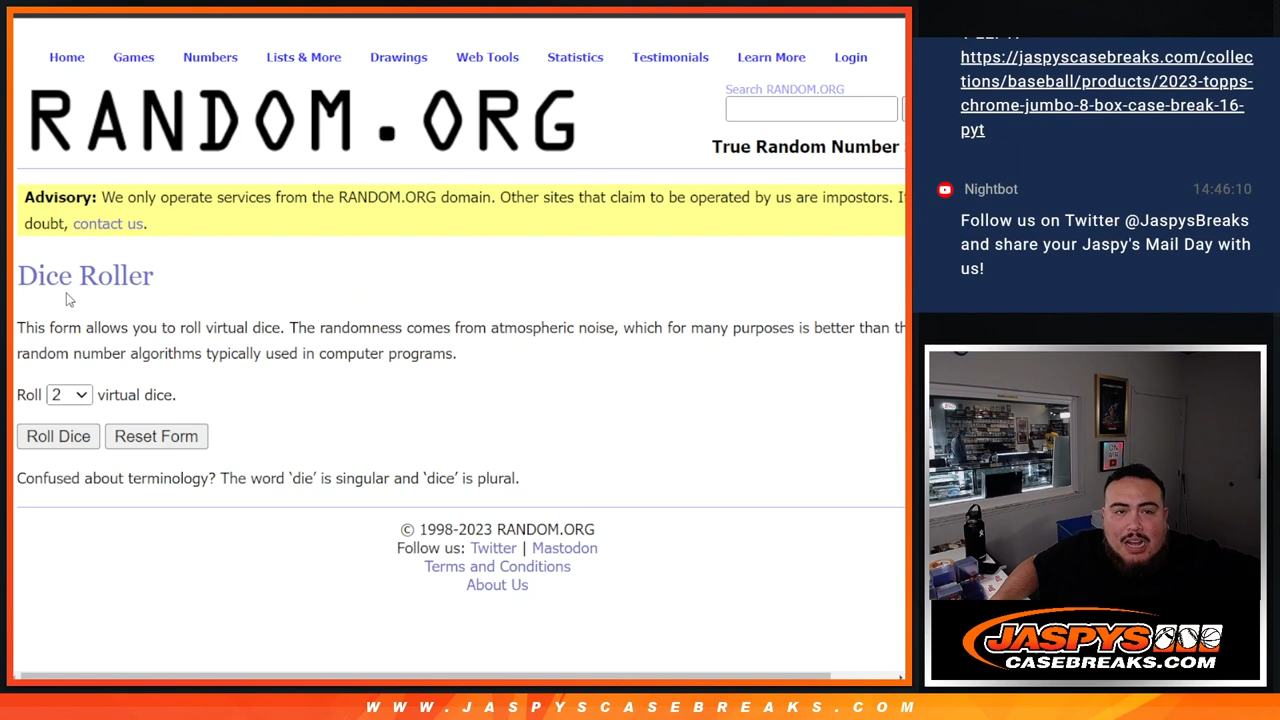 Home Games Numbers Lists & More Drawings Web Tools Statistics Testimonials Learn More Login
RANDOM.ORG
Search RANDOM.ORG
True Random Number
Advisory: We only operate services from the RANDOM.ORG domain. Other sites that claim to be operated by us are impostors.
doubt, contact us.
Dice Roller
This form allows you to roll virtual dice. The randomness comes from atmospheric noise, which for many purposes is better than
random number algorithms typically used in computer programs.
Roll 2 virtual dice.
Roll Dice Reset Form
Confused about terminology? The word ‘die’ is singular and ‘dice’ is plural.
© 1998-2023 RANDOM.ORG
Follow us: Twitter | Mastodon
Terms and Conditions
About Us
https://jaspyscasebreaks.com/collec
tions/baseball/products/2023-topps-
chrome-jumbo-8-box-case-break-16-
pyt
Nightbot 14:46:10
Follow us on Twitter @JaspysBreaks
and share your Jaspy's Mail Day with
us!
JASPYS
CASEBREAKS.COM
WWW.JASPYSCASEBREAKS.COM